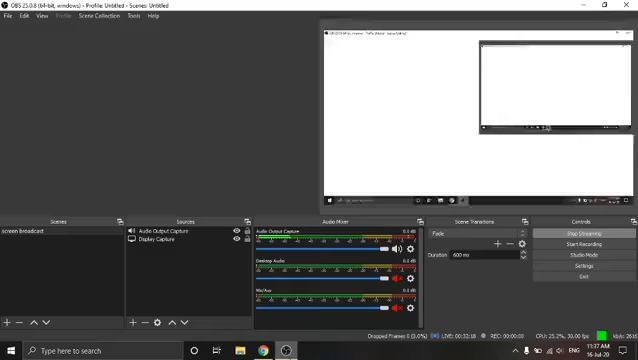 OBS 25.0.8 (64-bit, windows) - Profile: Untitled - Scenes: Untitled
File Edit View Profile Scene Collection Tools Help
Scenes Sources Audio Mixer Scene Transitions Controls
screen broadcast
Audio Output Capture
Display Capture
Audio Output Capture 0.0 dB
Desktop Audio 0.0 dB
Mic/Aux 0.0 dB
Fade
Duration 600 ms
Stop Streaming
Start Recording
Studio Mode
Settings
Exit
Dropped Frames 0 (0.0%) LIVE: 00:32:18 REC: 00:00:00 CPU: 25.2%, 30.00 fps kb/s: 2616
Type here to search
ENG
11:37 AM
16-Jul-20